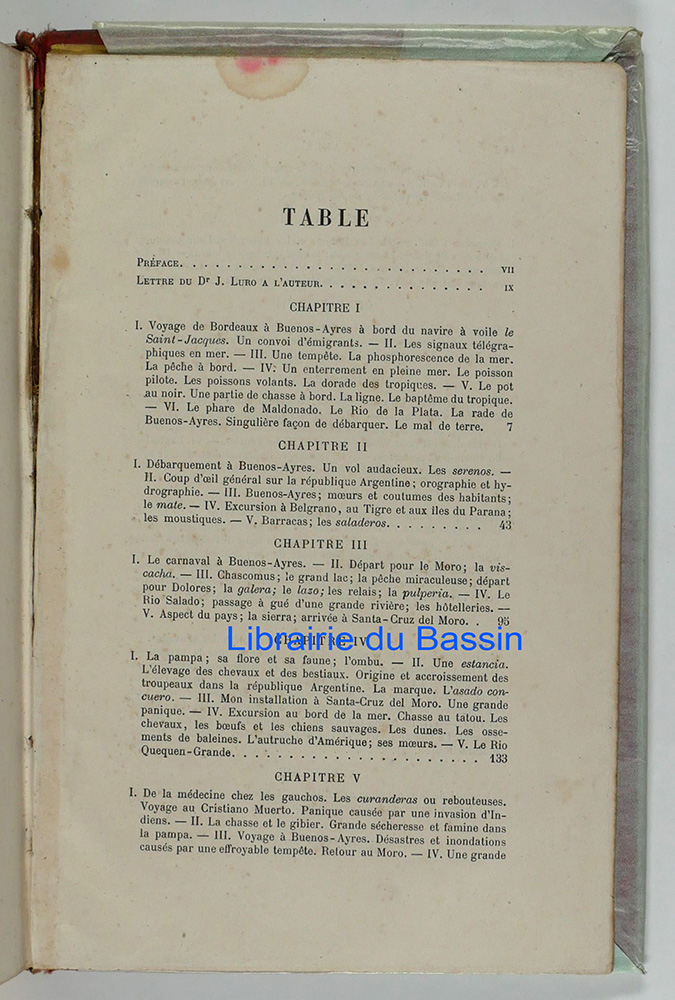 TABLE
PRÉFACE. . . . . . . . . . . . . . . . . . . . . . . . . . . VII
LETTRE DU Dr J. LURO A L'AUTEUR. . . . . . . . . . . . . . . IX
CHAPITRE I
I. Voyage de Bordeaux à Buenos-Ayres à bord du navire à voile le
Saint-Jacques. Un convoi d'émigrants. — II. Les signaux télégra-
phiques en mer. — III. Une tempête. La phosphorescence de la mer.
La pêche à bord. — IV. Un enterrement en pleine mer. Le poisson
pilote. Les poissons volants. La dorade des tropiques. — V. Le pot
au noir. Une partie de chasse à bord. La ligne. Le baptême du tropique.
— VI. Le phare de Maldonado. Le Rio de la Plata. La rade de
Buenos-Ayres. Singulière façon de débarquer. Le mal de terre. 7
CHAPITRE II
I. Débarquement à Buenos-Ayres. Un vol audacieux. Les serenos. —
II. Coup d'œil général sur la république Argentine; orographie et hy-
drographie. — III. Buenos-Ayres; mœurs et coutumes des habitants;
le mate. — IV. Excursion à Belgrano, au Tigre et aux îles du Parana;
les moustiques. — V. Barracas; les saladeros. . . . . . . . . 43
CHAPITRE III
I. Le carnaval à Buenos-Ayres. — II. Départ pour le Moro; la vis-
cacha. — III. Chascomus; le grand lac; la pêche miraculeuse; départ
pour Dolores; la galera; le lazo; les relais; la pulperia. — IV. Le
Rio Salado; passage à gué d'une grande rivière; les hôtelleries. —
V. Aspect du pays; la sierra; arrivée à Santa-Cruz del Moro. . 95
Librairie du Bassin
CHAPITRE IV
I. La pampa; sa flore et sa faune; l'ombu. — II. Une estancia.
L'élevage des chevaux et des bestiaux. Origine et accroissement des
troupeaux dans la république Argentine. La marque. L'asado con-
cuero. — III. Mon installation à Santa-Cruz del Moro. Une grande
panique. — IV. Excursion au bord de la mer. Chasse au tatou. Les
chevaux, les bœufs et les chiens sauvages. Les dunes. Les osse-
ments de baleines. L'autruche d'Amérique; ses mœurs. — V. Le Rio
Quequen-Grande. . . . . . . . . . . . . . . . . . . . . . 133
CHAPITRE V
I. De la médecine chez les gauchos. Les curanderas ou rebouteuses.
Voyage au Cristiano Muerto. Panique causée par une invasion d'In-
diens. — II. La chasse et le gibier. Grande sécheresse et famine dans
la pampa. — III. Voyage à Buenos-Ayres. Désastres et inondations
causés par une effroyable tempête. Retour au Moro. — IV. Une grande